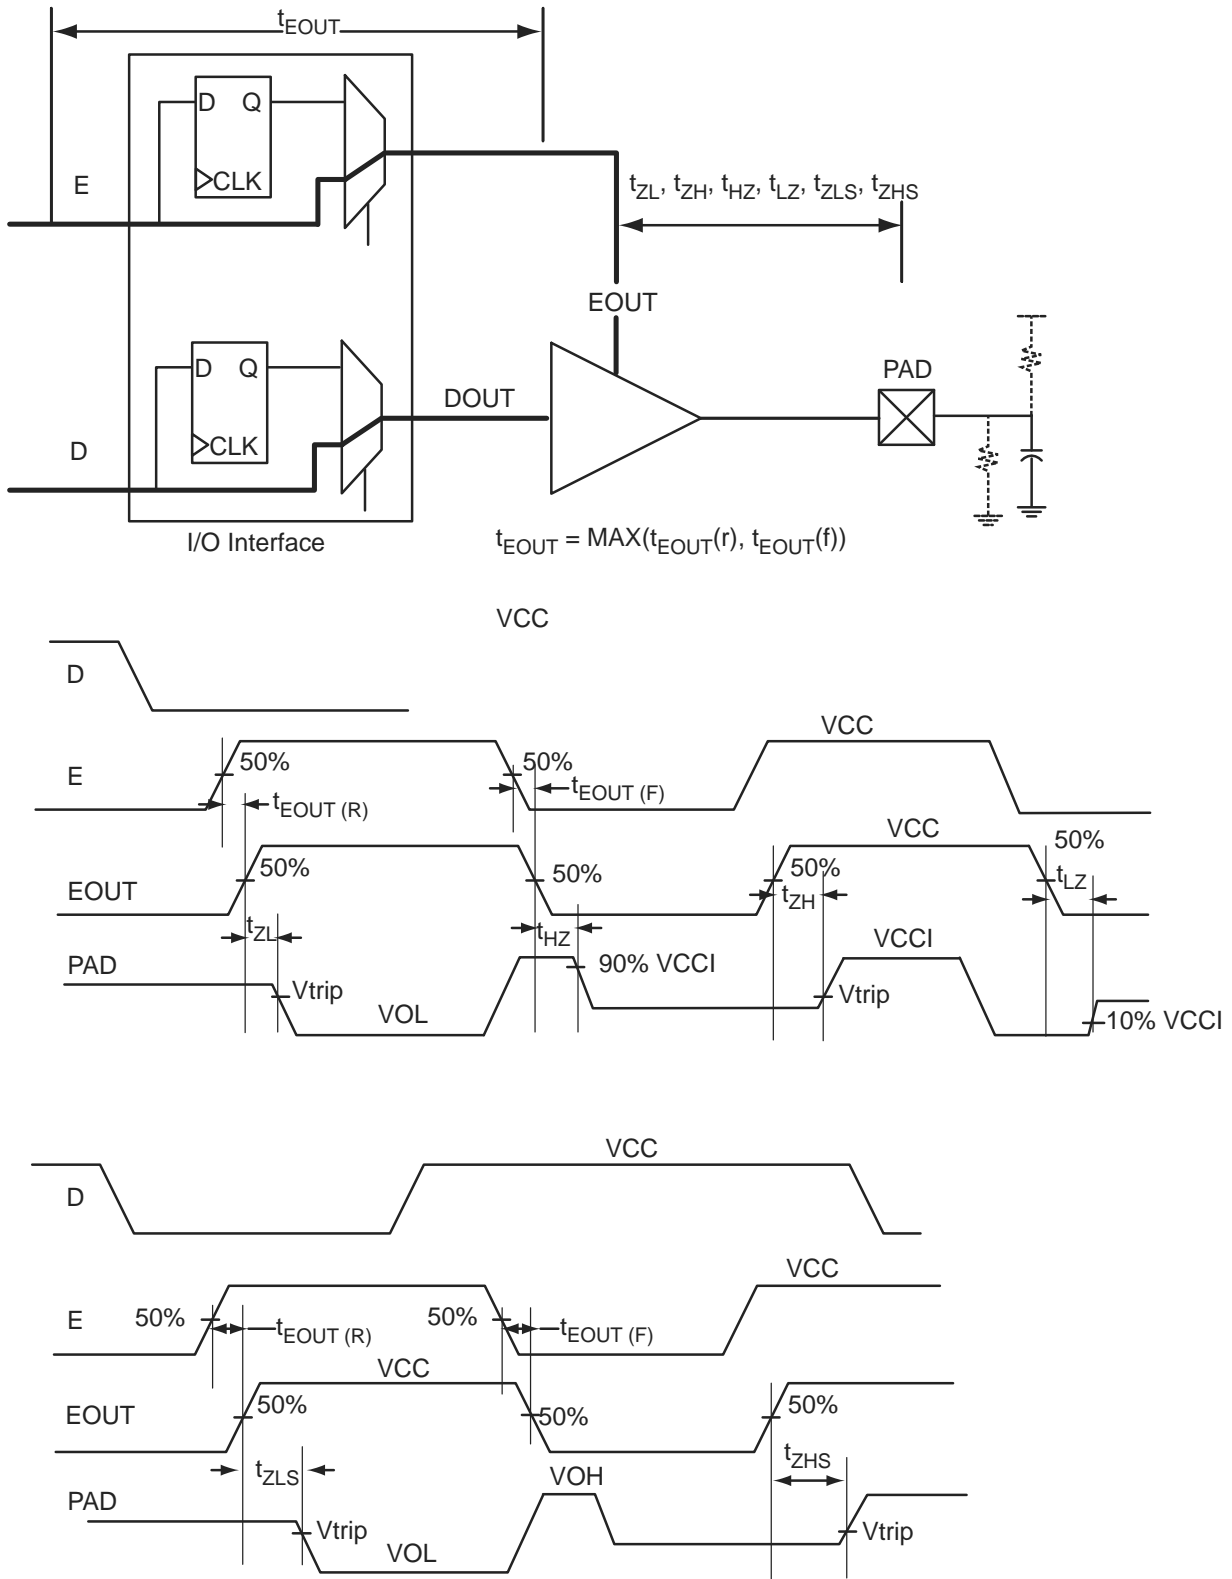 tEOUT
D Q
CLK
E
tZL, tZH, tHZ, tLZ, tZLS, tZHS
EOUT
D Q
CLK
D
DOUT
PAD
I/O Interface
tEOUT = MAX(tEOUT(r), tEOUT(f))
VCC
D
VCC
E
50%
50%
tEOUT (R)
tEOUT (F)
VCC
50%
EOUT
50%
50%
50%
tZH
tLZ
tZL
tHZ
VCCI
PAD
90% VCCI
Vtrip
Vtrip
VOL
10% VCCI
VCC
D
VCC
E
50%
50%
tEOUT (R)
tEOUT (F)
VCC
EOUT
50%
50%
50%
tZLS
VOH
tZHS
PAD
Vtrip
Vtrip
VOL